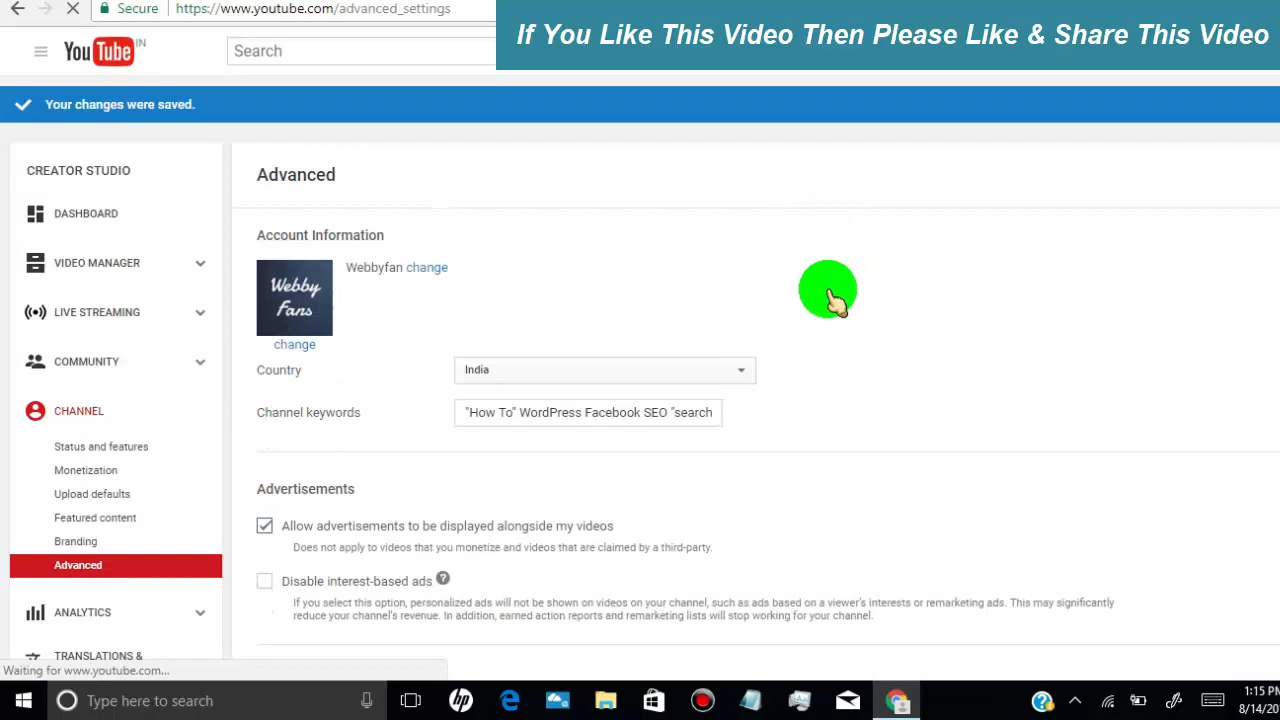 Secure
https://www.youtube.com/advanced_settings
If You Like This Video Then Please Like & Share This Video
YouTube IN
Search
Your changes were saved.
CREATOR STUDIO
DASHBOARD
VIDEO MANAGER
LIVE STREAMING
COMMUNITY
CHANNEL
Status and features
Monetization
Upload defaults
Featured content
Branding
Advanced
ANALYTICS
TRANSLATIONS &
Advanced
Account Information
Webby
Fans
Webbyfan change
change
Country
India
Channel keywords
"How To" WordPress Facebook SEO "search
Advertisements
Allow advertisements to be displayed alongside my videos
Does not apply to videos that you monetize and videos that are claimed by a third-party.
Disable interest-based ads ?
If you select this option, personalized ads will not be shown on videos on your channel, such as ads based on a viewer's interests or remarketing ads. This may significantly
reduce your channel's revenue. In addition, earned action reports and remarketing lists will stop working for your channel.
Waiting for www.youtube.com...
Type here to search
1:15 PM
8/14/20